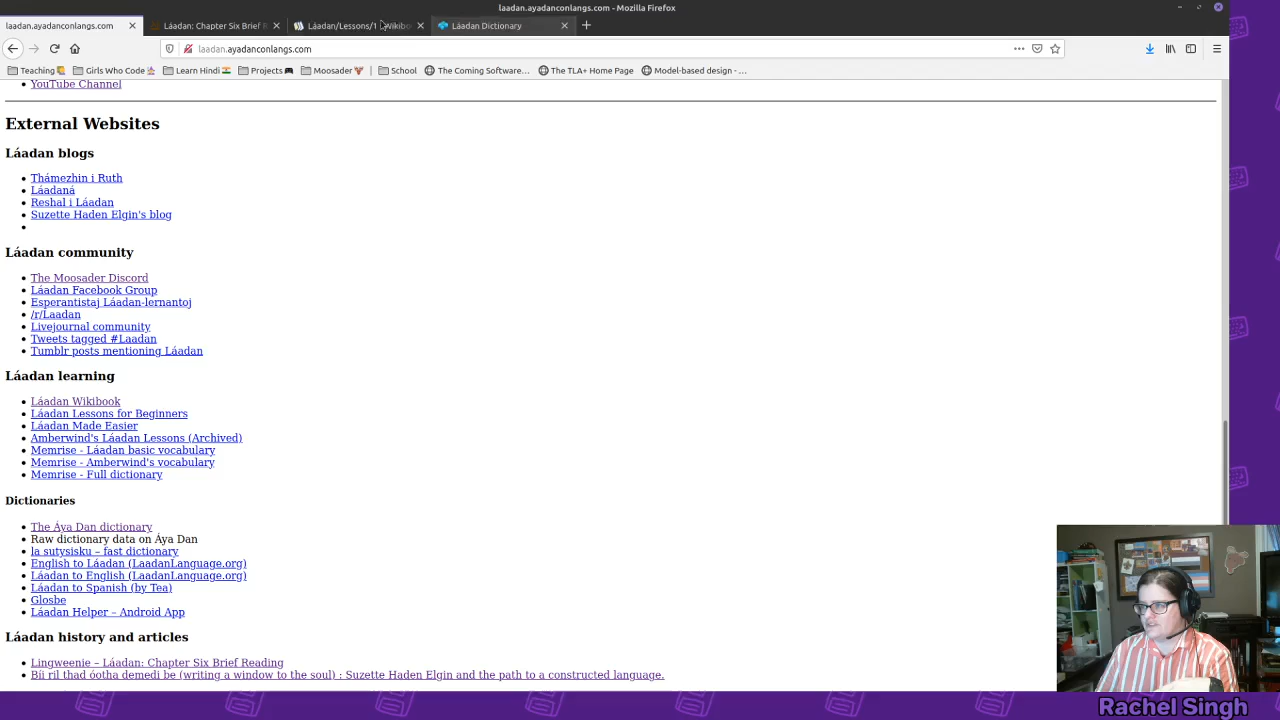 laadan.ayadanconlangs.com - Mozilla Firefox
laadan.ayadanconlangs.com
Láadan: Chapter Six Brief R
Láadan/Lessons/1 - Wikibo
Láadan Dictionary
laadan.ayadanconlangs.com
Teaching
Girls Who Code
Learn Hindi
Projects
Moosader
School
The Coming Software...
The TLA+ Home Page
Model-based design - ...
YouTube Channel
External Websites
Láadan blogs
Thámezhin i Ruth
Láadaná
Reshal i Láadan
Suzette Haden Elgin's blog
Láadan community
The Moosader Discord
Láadan Facebook Group
Esperantistaj Láadan-lernantoj
/r/Laadan
Livejournal community
Tweets tagged #Laadan
Tumblr posts mentioning Láadan
Láadan learning
Láadan Wikibook
Láadan Lessons for Beginners
Láadan Made Easier
Amberwind's Láadan Lessons (Archived)
Memrise - Láadan basic vocabulary
Memrise - Amberwind's vocabulary
Memrise - Full dictionary
Dictionaries
The Áya Dan dictionary
Raw dictionary data on Áya Dan
la sutysisku – fast dictionary
English to Láadan (LaadanLanguage.org)
Láadan to English (LaadanLanguage.org)
Láadan to Spanish (by Tea)
Glosbe
Láadan Helper – Android App
Láadan history and articles
Lingweenie – Láadan: Chapter Six Brief Reading
Bíi ril thad óotha demedi be (writing a window to the soul) : Suzette Haden Elgin and the path to a constructed language.
Rachel Singh